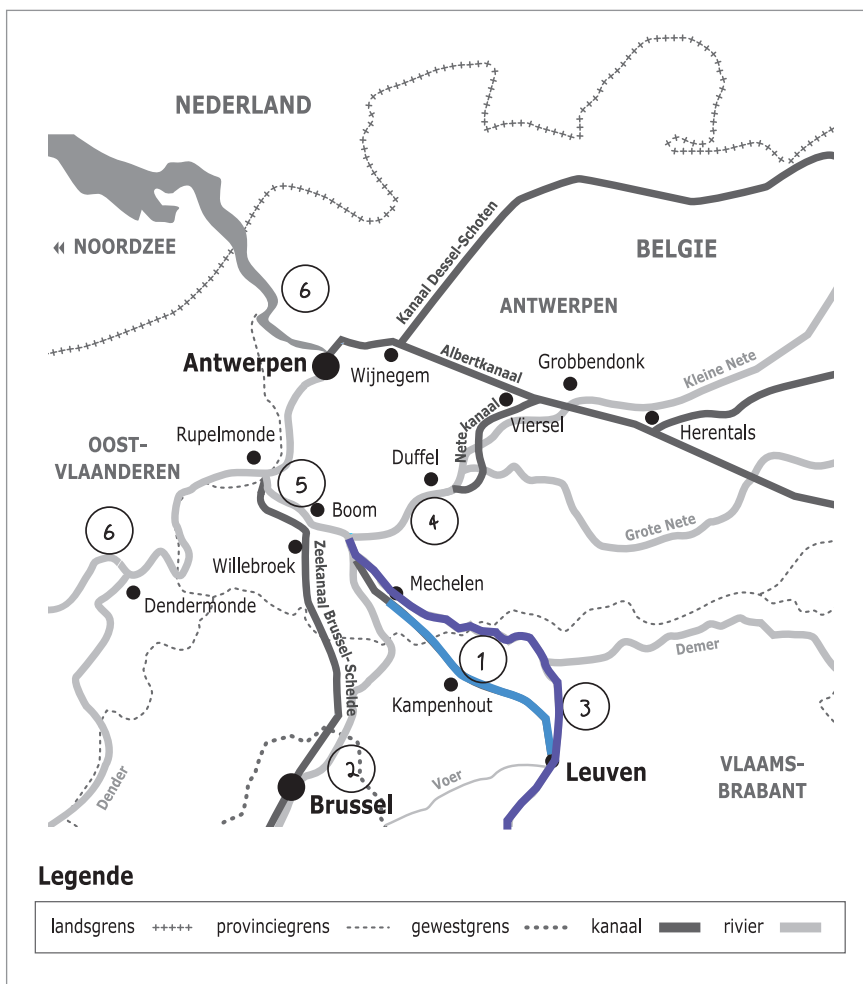 NEDERLAND
« NOORDZEE
BELGIE
Kanaal Dessel-Schoten
6
ANTWERPEN
Antwerpen
Wijnegem
Albertkanaal
Grobbendonk
Kleine Nete
Rupelmonde
Netekanaal
Viersel
Herentals
OOST-
VLAANDEREN
Duffel
5
Boom
4
Grote Nete
6
Willebroek
Zeekanaal Brussel-Schelde
Mechelen
Dendermonde
1
Demer
Kampenhout
3
2
Voer
Leuven
VLAAMS-
BRABANT
Dender
Brussel
Legende
landsgrens provinciegrens gewestgrens kanaal rivier